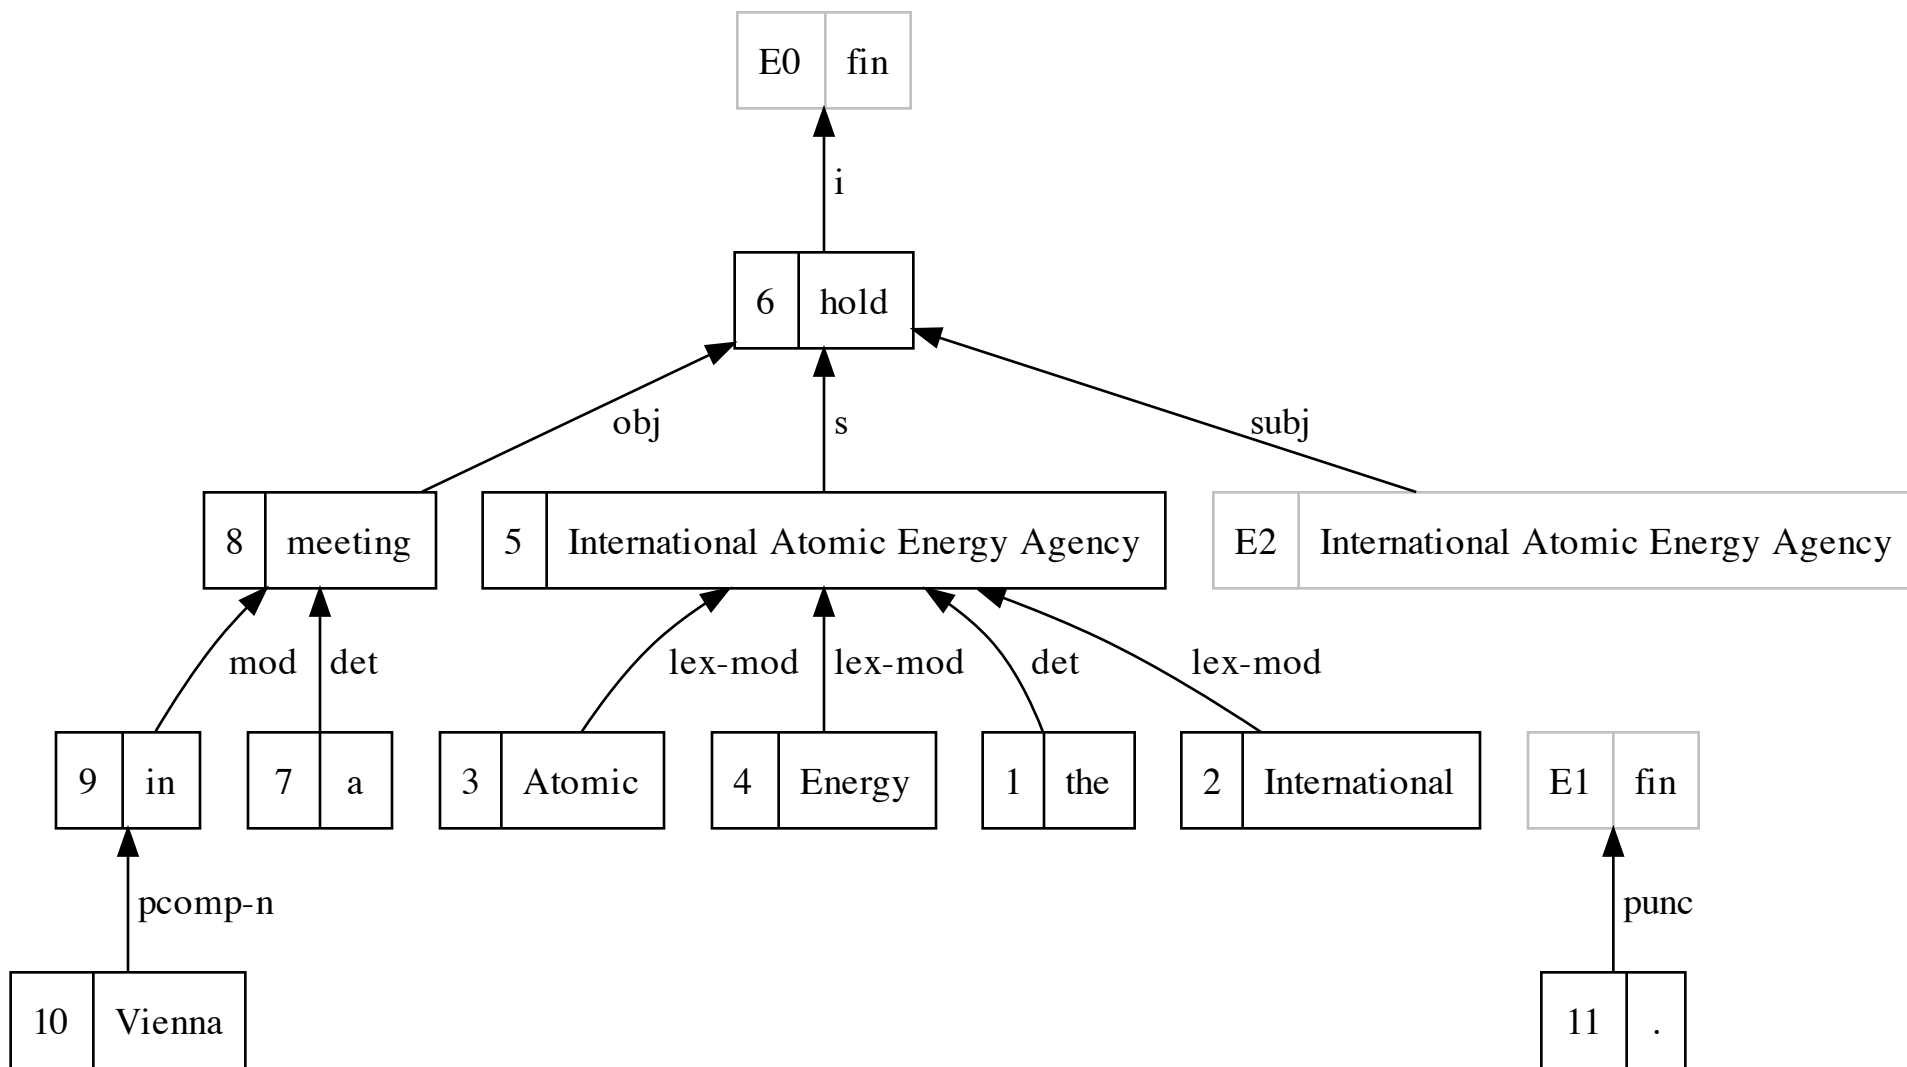 E0 fin
i
6 hold
obj s subj
8 meeting 5 International Atomic Energy Agency E2 International Atomic Energy Agency
mod det lex-mod lex-mod det lex-mod
9 in 7 a 3 Atomic 4 Energy 1 the 2 International E1 fin
pcomp-n punc
10 Vienna 11 .